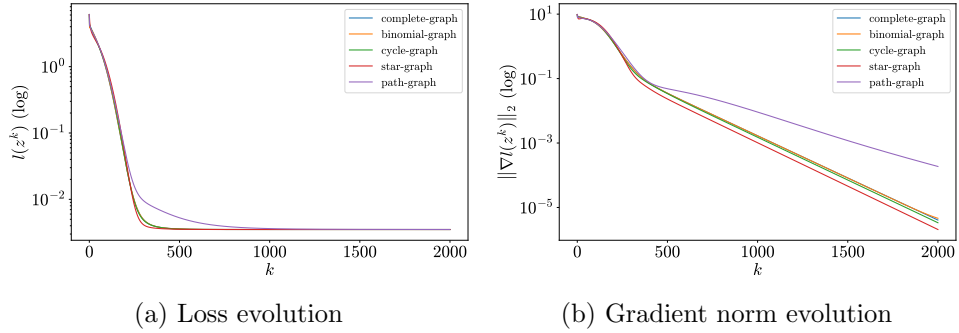 10^0
10^{-1}
10^{-2}
l(z^k) (log)
complete-graph
binomial-graph
cycle-graph
star-graph
path-graph
0 500 1000 1500 2000
k
(a) Loss evolution
10^1
10^{-1}
10^{-3}
10^{-5}
||∇l(z^k)||_2 (log)
complete-graph
binomial-graph
cycle-graph
star-graph
path-graph
0 500 1000 1500 2000
k
(b) Gradient norm evolution